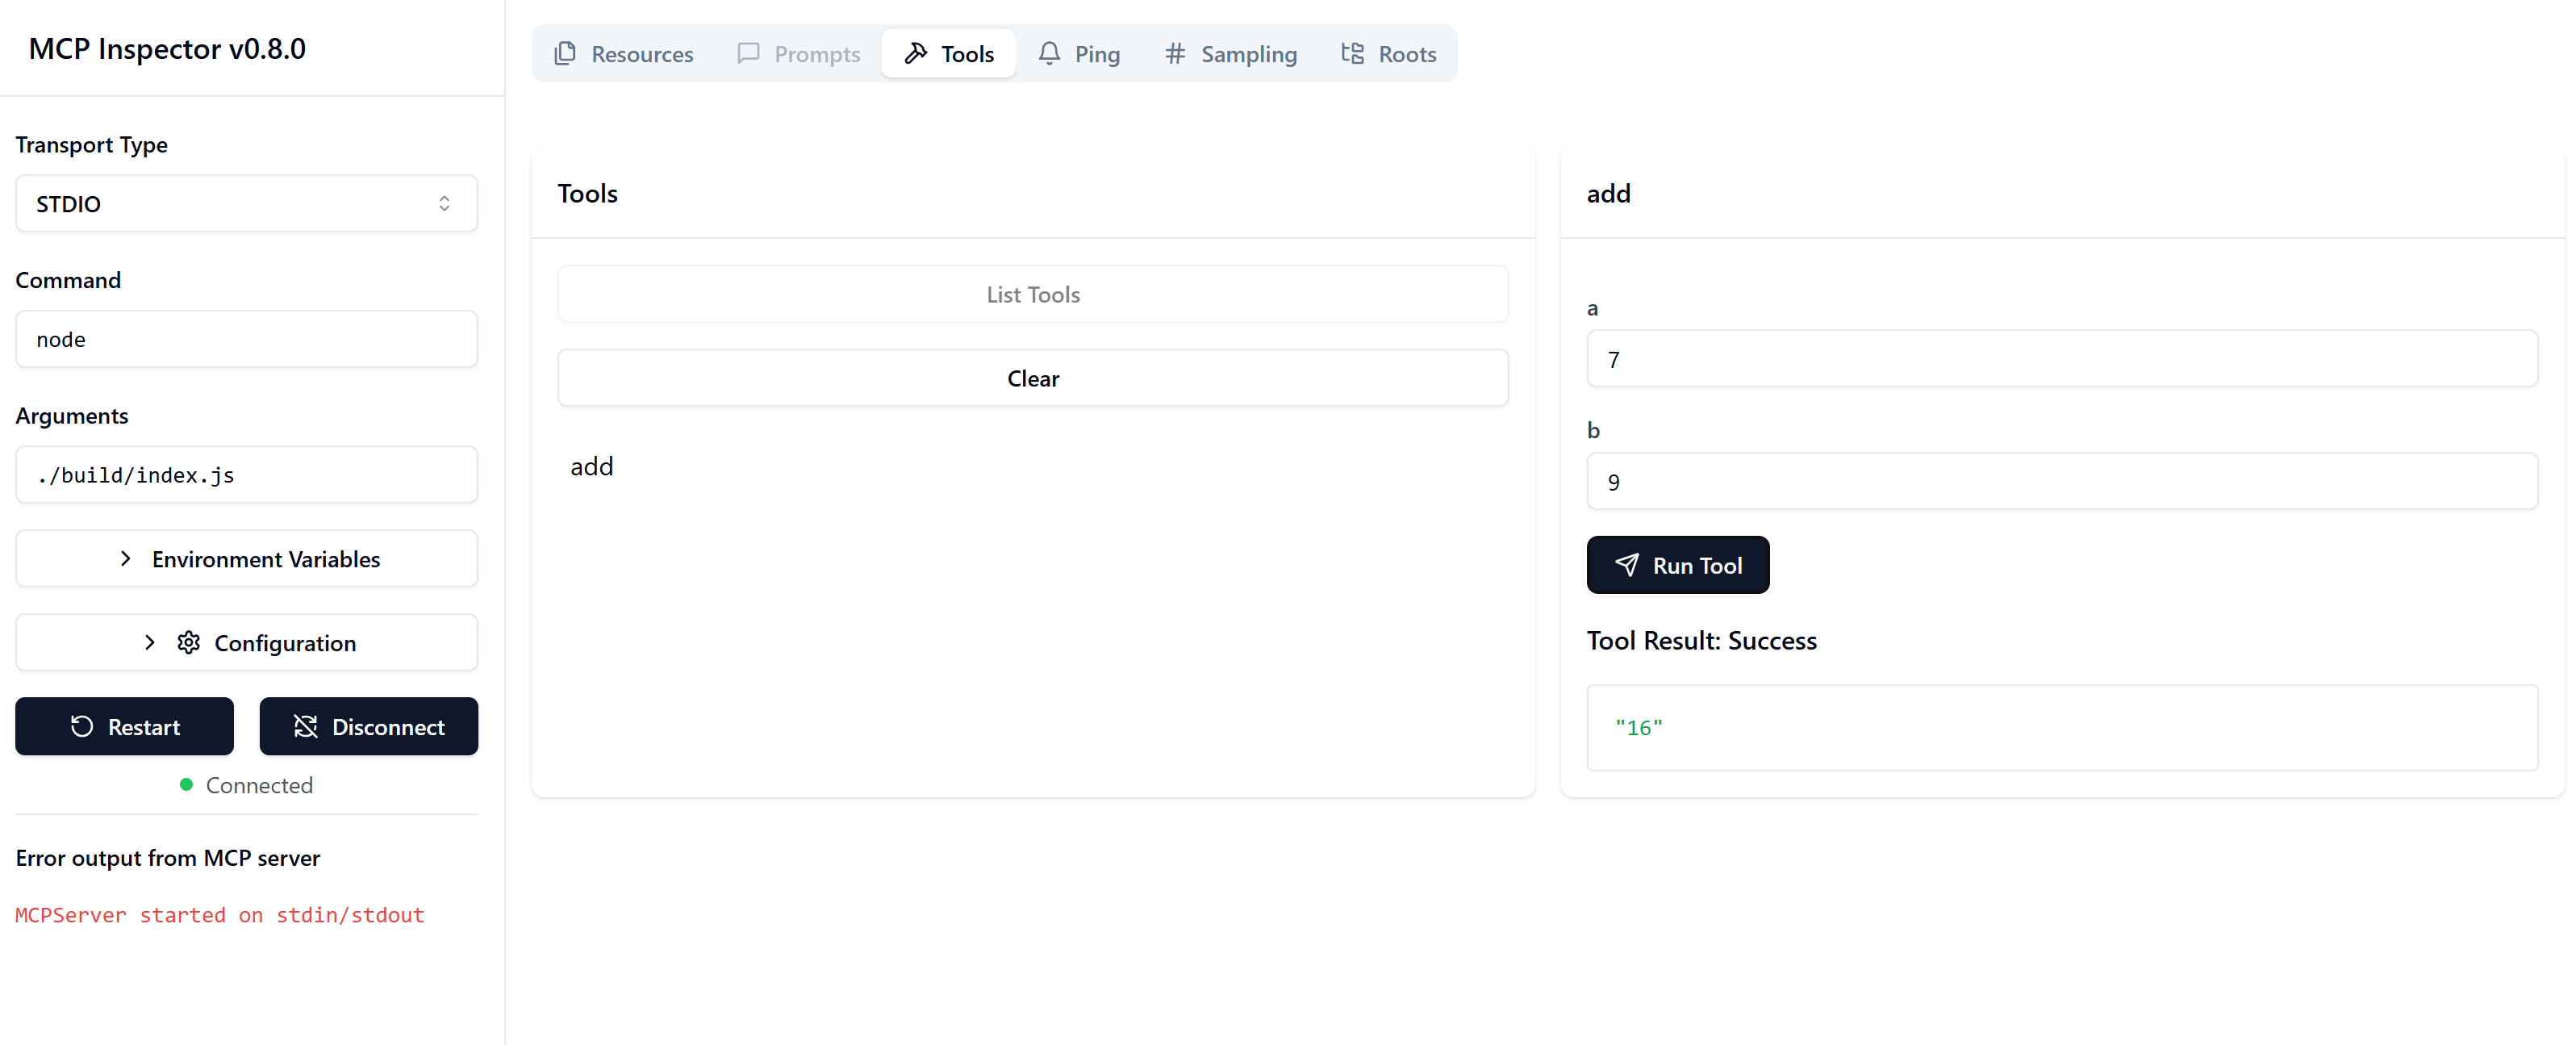 MCP Inspector v0.8.0
Transport Type
STDIO
Command
node
Arguments
./build/index.js
Environment Variables
Configuration
Restart
Disconnect
Connected
Error output from MCP server
MCPServer started on stdin/stdout
Resources
Prompts
Tools
Ping
Sampling
Roots
Tools
List Tools
Clear
add
add
a
7
b
9
Run Tool
Tool Result: Success
"16"